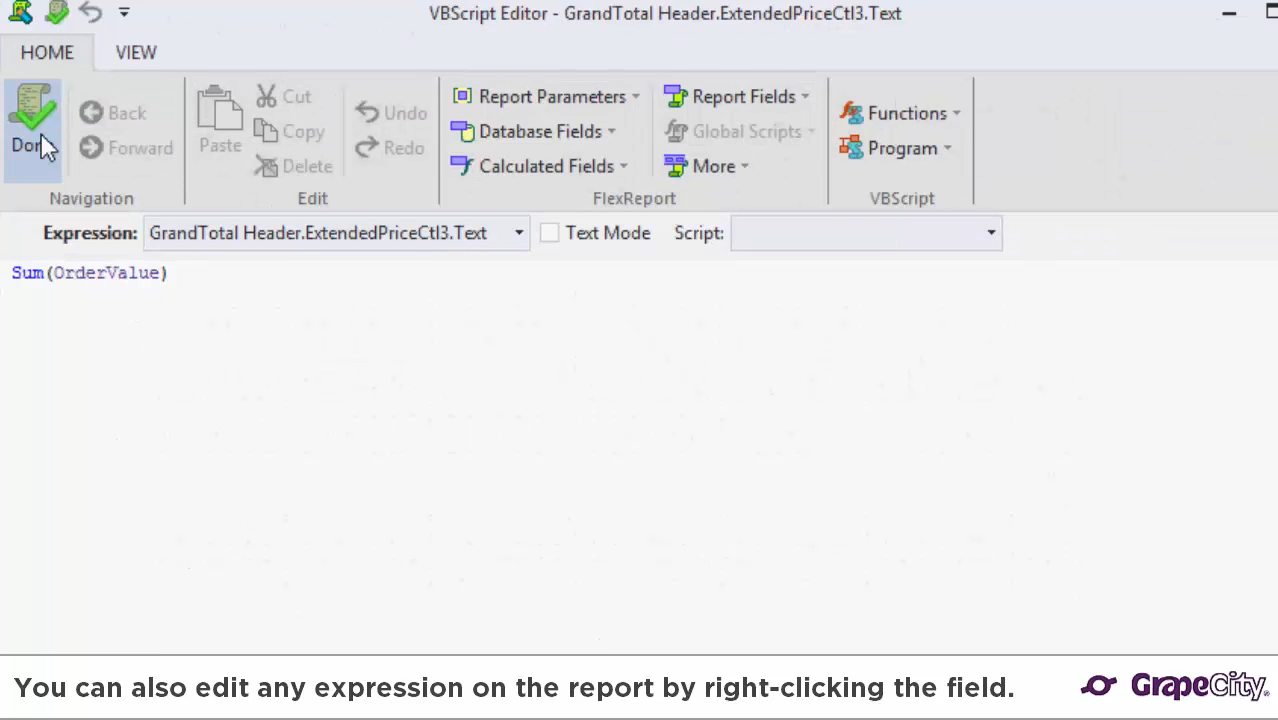 VBScript Editor - GrandTotal Header.ExtendedPriceCtl3.Text
HOME VIEW
Done
Back
Forward
Navigation
Paste
Cut
Copy
Delete
Undo
Redo
Edit
Report Parameters
Database Fields
Calculated Fields
Report Fields
Global Scripts
More
FlexReport
Functions
Program
VBScript
Expression: GrandTotal Header.ExtendedPriceCtl3.Text Text Mode Script:
Sum(OrderValue)
You can also edit any expression on the report by right-clicking the field. GrapeCity